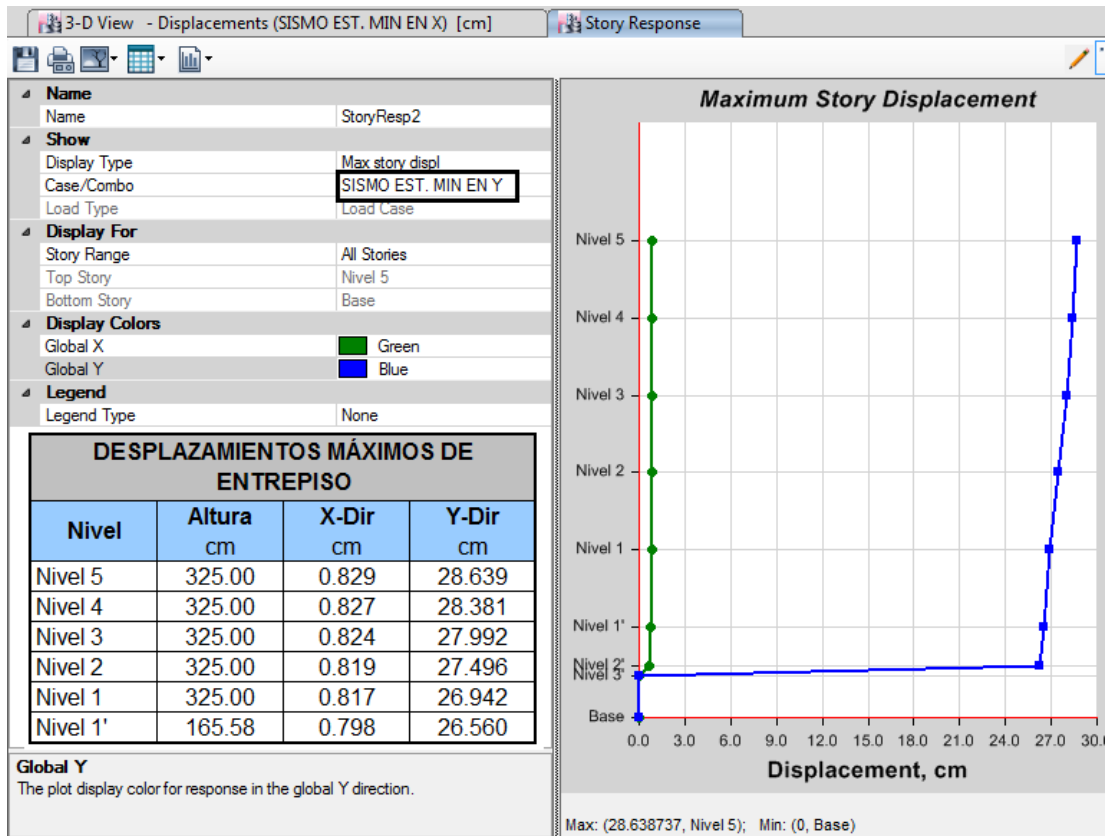 3-D View - Displacements (SISMO EST. MIN EN X) [cm]
Story Response
Name
Name StoryResp2
Show
Display Type Max story displ
Case/Combo SISMO EST. MIN EN Y
Load Type Load Case
Display For
Story Range All Stories
Top Story Nivel 5
Bottom Story Base
Display Colors
Global X Green
Global Y Blue
Legend
Legend Type None
DESPLAZAMIENTOS MÁXIMOS DE
ENTREPISO
Nivel Altura X-Dir Y-Dir
cm cm cm
Nivel 5 325.00 0.829 28.639
Nivel 4 325.00 0.827 28.381
Nivel 3 325.00 0.824 27.992
Nivel 2 325.00 0.819 27.496
Nivel 1 325.00 0.817 26.942
Nivel 1' 165.58 0.798 26.560
Global Y
The plot display color for response in the global Y direction.
Maximum Story Displacement
Nivel 5
Nivel 4
Nivel 3
Nivel 2
Nivel 1
Nivel 1'
Nivel 2'
Nivel 3'
Base
0.0 3.0 6.0 9.0 12.0 15.0 18.0 21.0 24.0 27.0 30.
Displacement, cm
Max: (28.638737, Nivel 5); Min: (0, Base)